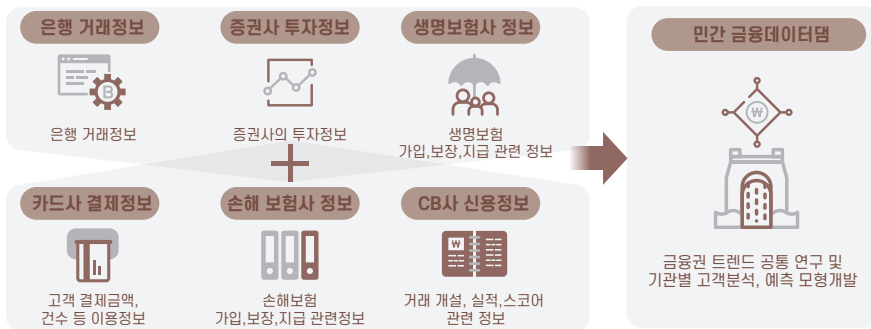 은행 거래정보
증권사 투자정보
생명보험사 정보
B
은행 거래정보
증권사의 투자정보
생명보험
가입,보장,지급 관련 정보
카드사 결제정보
손해 보험사 정보
CB사 신용정보
₩
고객 결제금액,
건수 등 이용정보
손해보험
가입,보장,지급 관련정보
거래 개설, 실적,스코어
관련 정보
민간 금융데이터댐
₩
금융권 트렌드 공통 연구 및
기관별 고객분석, 예측 모형개발